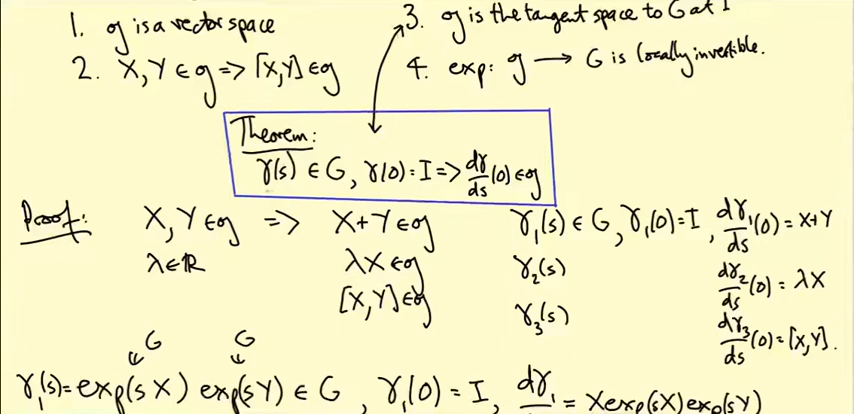 1. g is a vector space
3. g is the tangent space to G at I
2. X, Y ∈ g => [X,Y] ∈ g
4. exp: g → G is locally invertible.
Theorem:
γ(s) ∈ G, γ(0) = I => dγ/ds (0) ∈ g
Proof: X, Y ∈ g => X+Y ∈ g γ₁(s) ∈ G, γ₁(0) = I, dγ₁/ds (0) = X+Y
λ ∈ ℝ λX ∈ g γ₂(s) dγ₂/ds (0) = λX
[X,Y] ∈ g γ₃(s) dγ₃/ds (0) = [X,Y].
G G
γ₁(s) = exp(sX) exp(sY) ∈ G, γ₁(0) = I, dγ₁ = X exp(sX) exp(sY)